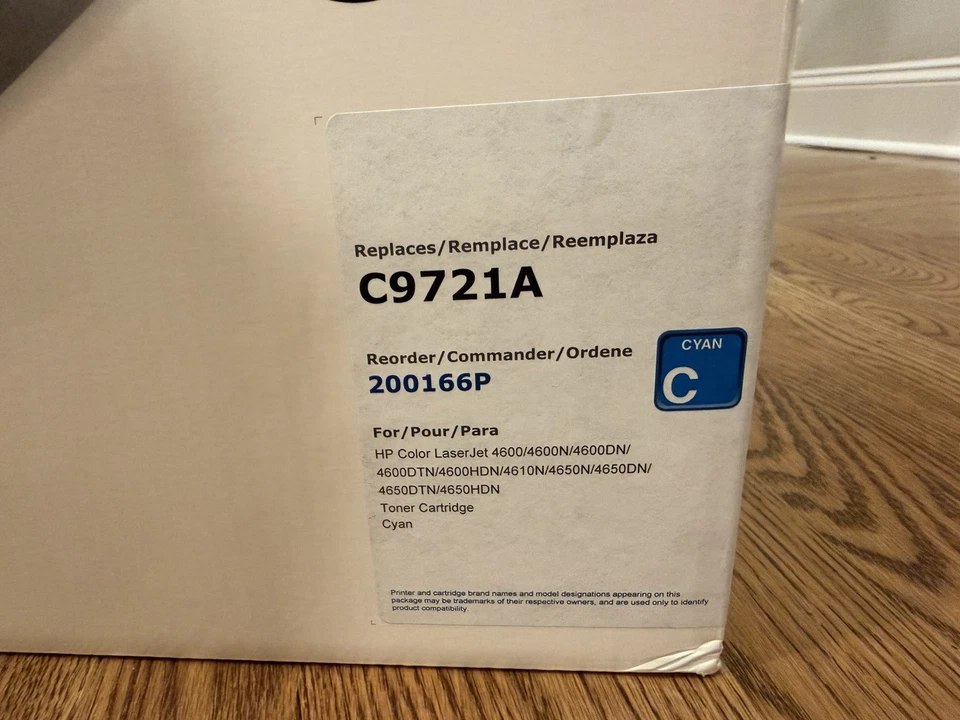 Replaces/Remplace/Reemplaza
C9721A
Reorder/Commander/Ordene
200166P
CYAN
C
For/Pour/Para
HP Color LaserJet 4600/4600N/4600DN/
4600DTN/4600HDN/4610N/4650N/4650DN/
4650DTN/4650HDN
Toner Cartridge
Cyan
Printer and cartridge brand names and model designations appearing on this
package may be trademarks of their respective owners, and are used only to identify
product compatibility.